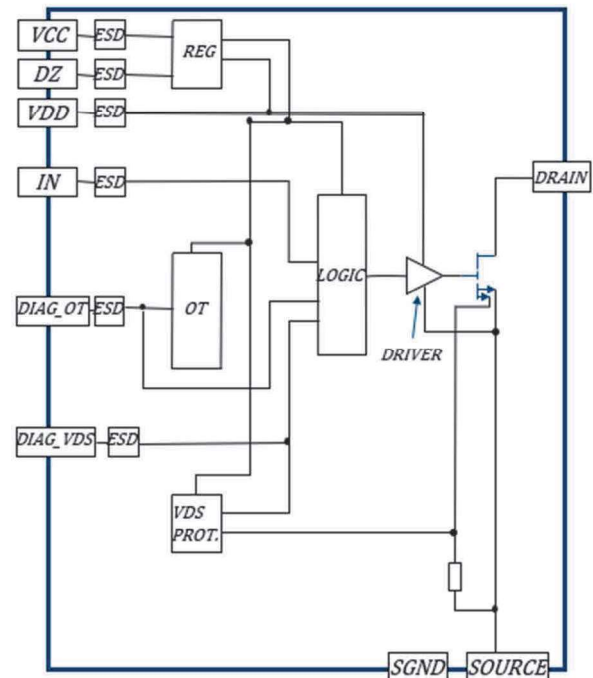 VCC
ESD
REG
DZ
ESD
VDD
ESD
IN
ESD
DRAIN
LOGIC
DIAG_OT
ESD
OT
DRIVER
DIAG_VDS
ESD
VDS
PROT.
SGND
SOURCE